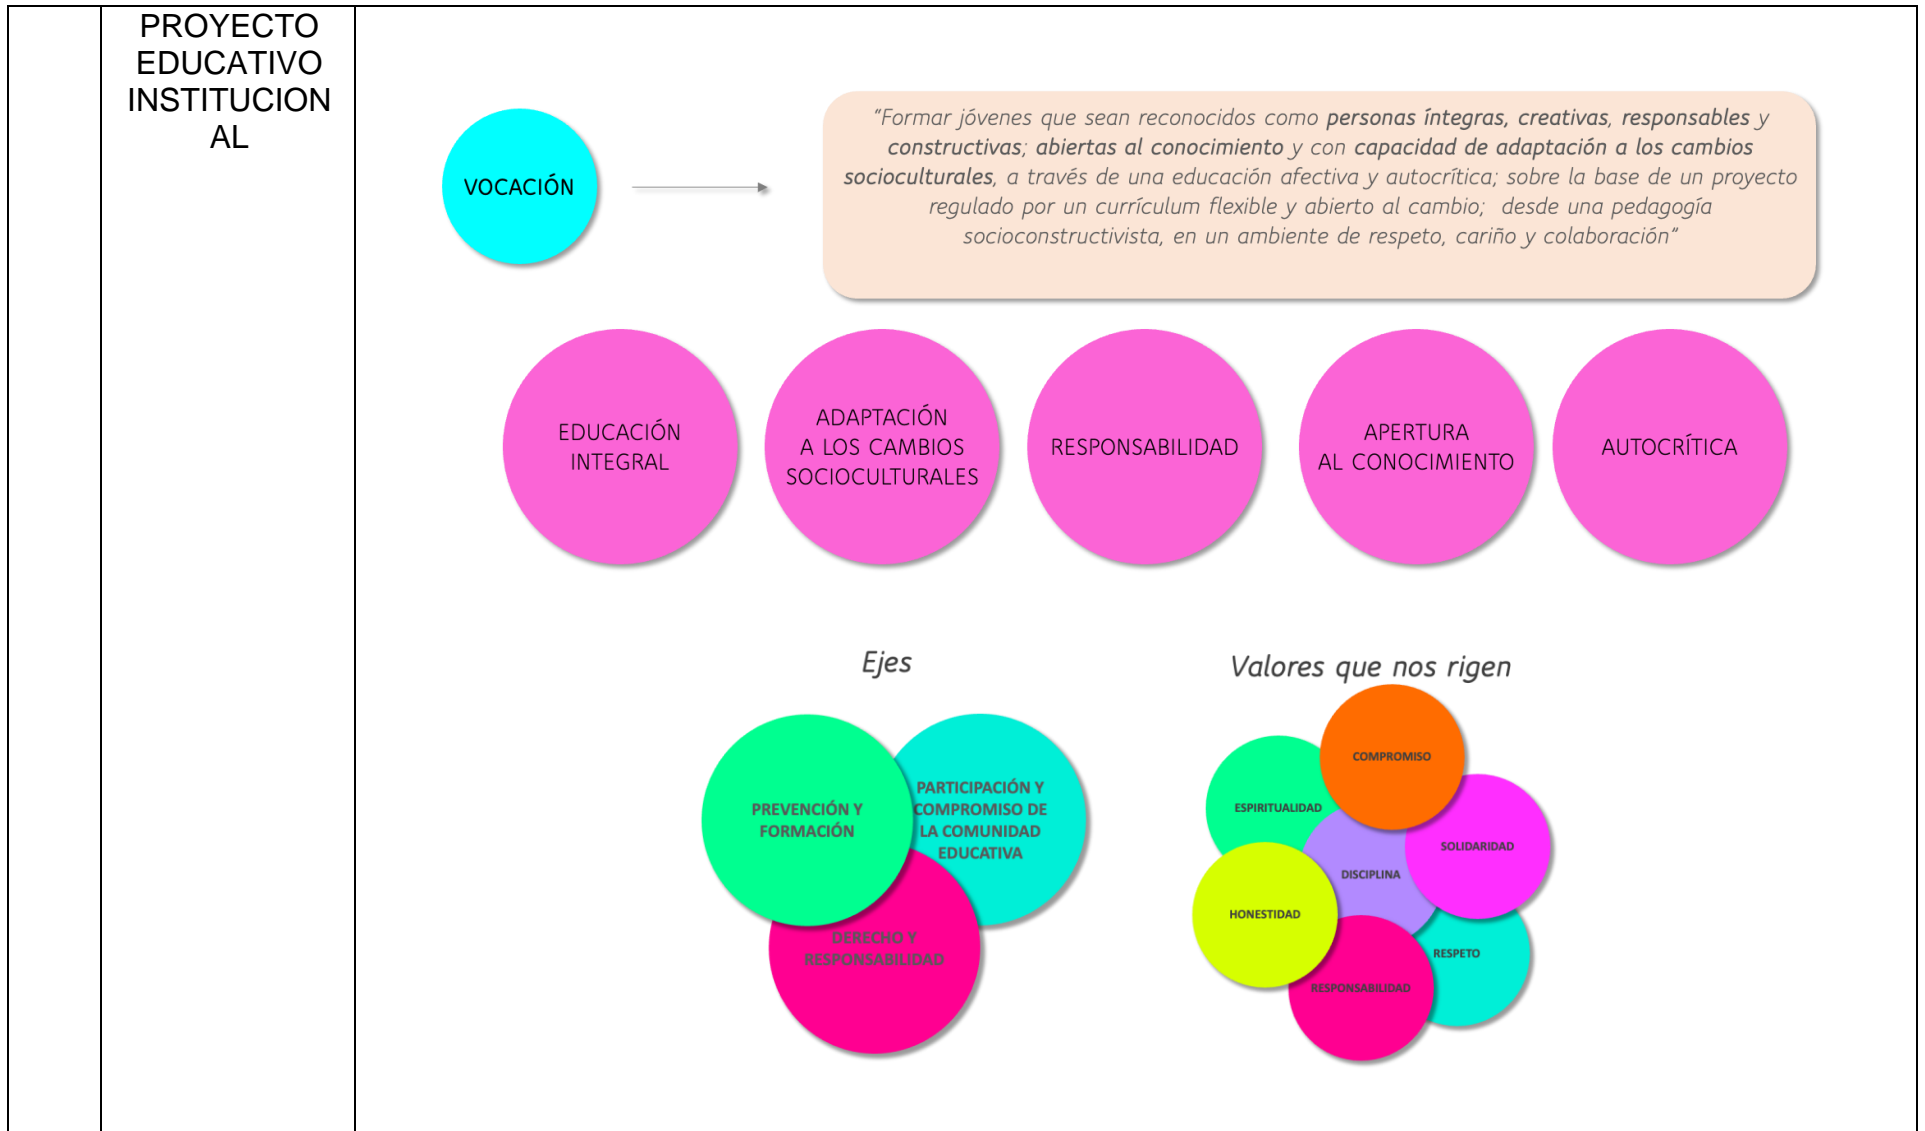 PROYECTO
EDUCATIVO
INSTITUCION
AL
VOCACIÓN
“Formar jóvenes que sean reconocidos como personas íntegras, creativas, responsables y
constructivas; abiertas al conocimiento y con capacidad de adaptación a los cambios
socioculturales, a través de una educación afectiva y autocrítica; sobre la base de un proyecto
regulado por un currículum flexible y abierto al cambio; desde una pedagogía
socioconstructivista, en un ambiente de respeto, cariño y colaboración”
EDUCACIÓN
INTEGRAL
ADAPTACIÓN
A LOS CAMBIOS
SOCIOCULTURALES
RESPONSABILIDAD
APERTURA
AL CONOCIMIENTO
AUTOCRÍTICA
Ejes
PREVENCIÓN Y
FORMACIÓN
PARTICIPACIÓN Y
COMPROMISO DE
LA COMUNIDAD
EDUCATIVA
DERECHO Y
RESPONSABILIDAD
Valores que nos rigen
COMPROMISO
ESPIRITUALIDAD
SOLIDARIDAD
DISCIPLINA
HONESTIDAD
RESPETO
RESPONSABILIDAD